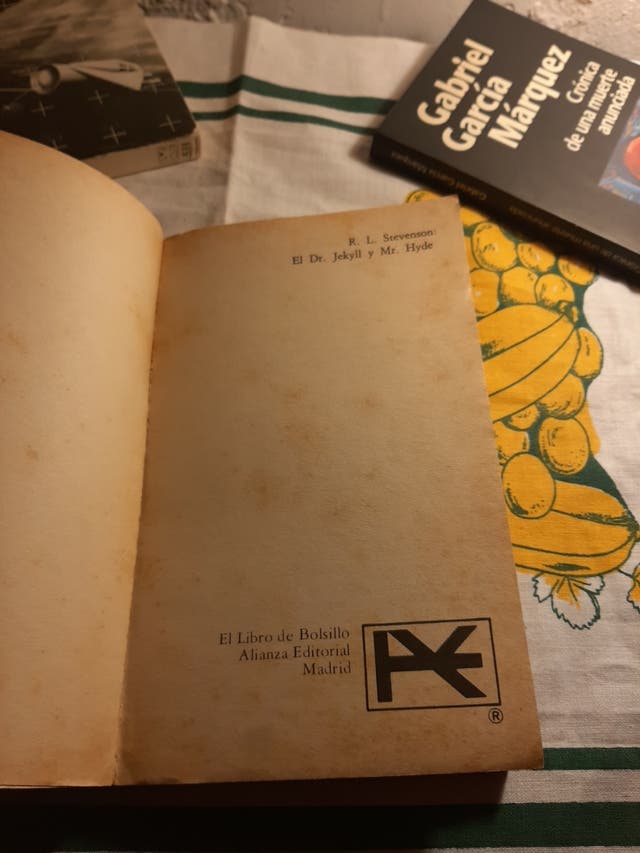 Gabriel
García
Márquez
Crónica
de una muerte
anunciada
R. L. Stevenson:
El Dr. Jekyll y Mr. Hyde
El Libro de Bolsillo
Alianza Editorial
Madrid
®